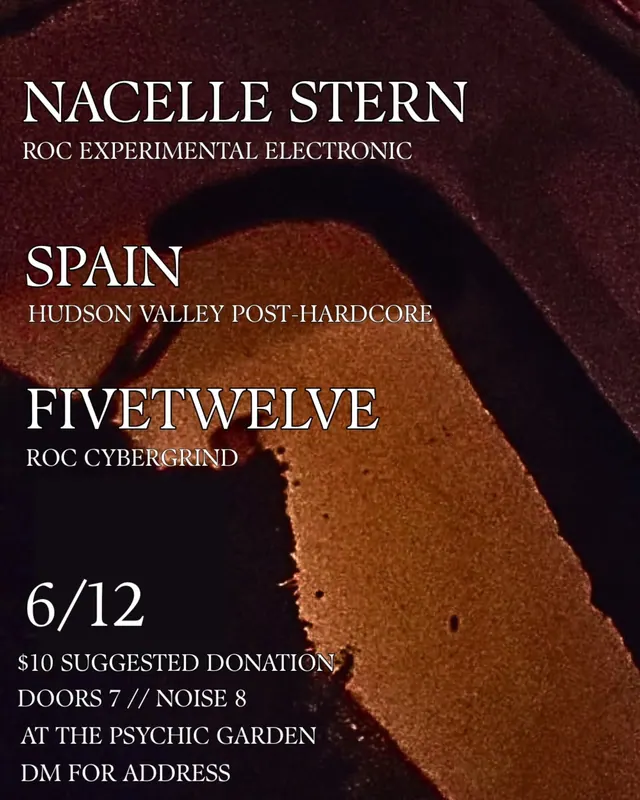 NACELLE STERN
ROC EXPERIMENTAL ELECTRONIC
SPAIN
HUDSON VALLEY POST-HARDCORE
FIVETWELVE
ROC CYBERGRIND
6/12
$10 SUGGESTED DONATION
DOORS 7 // NOISE 8
AT THE PSYCHIC GARDEN
DM FOR ADDRESS